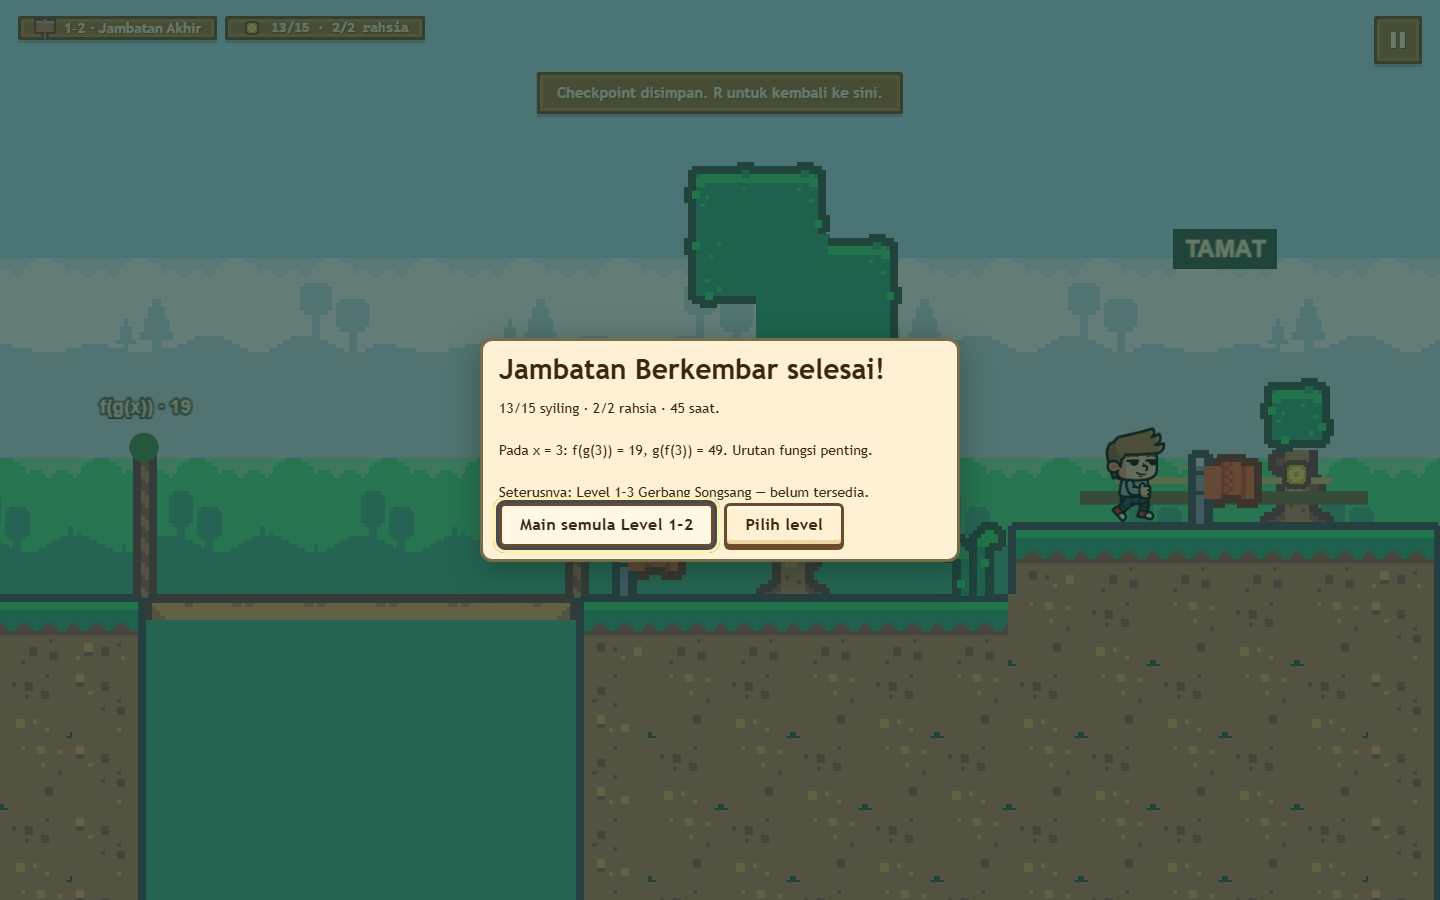 1-2 · Jambatan Akhir
13/15 · 2/2 rahsia
Checkpoint disimpan. R untuk kembali ke sini.
TAMAT
f(g(x)) · 19
Jambatan Berkembar selesai!
13/15 syiling · 2/2 rahsia · 45 saat.
Pada x = 3: f(g(3)) = 19, g(f(3)) = 49. Urutan fungsi penting.
Seterusnya: Level 1-3 Gerbang Songsang — belum tersedia.
Main semula Level 1-2
Pilih level